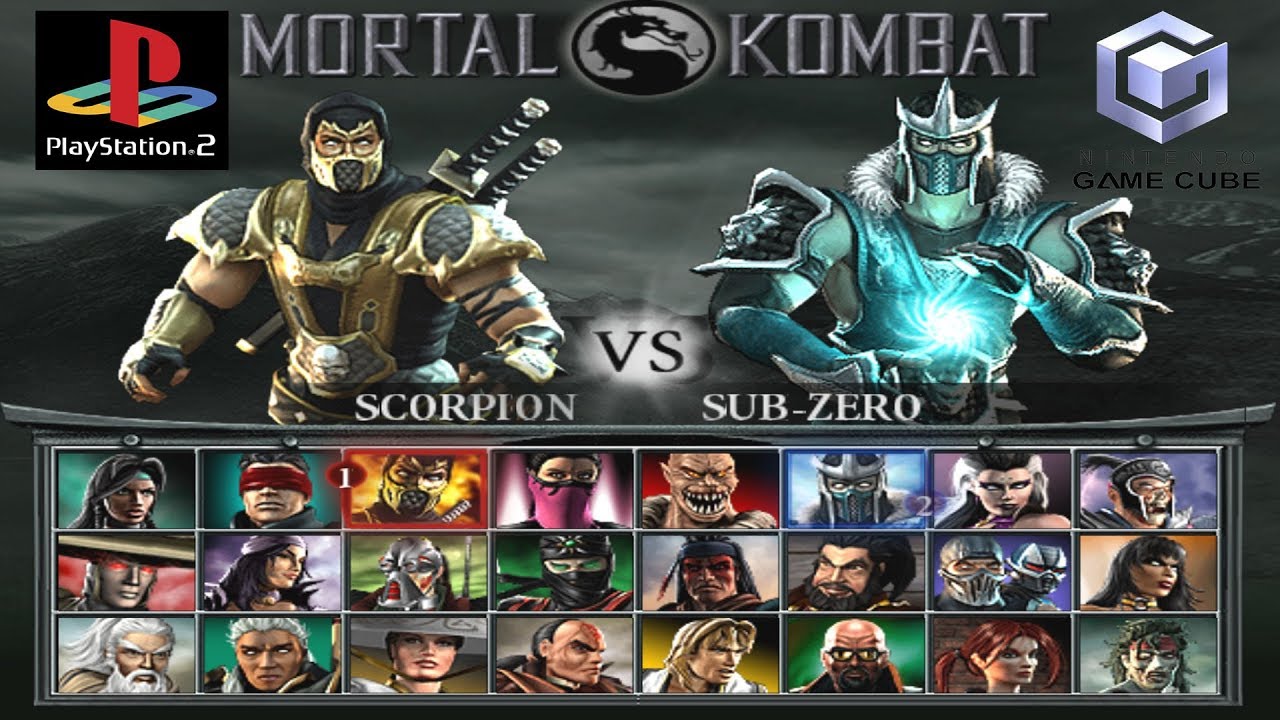 MORTAL KOMBAT
PlayStation.2
NINTENDO
GAME CUBE
VS
SCORPION
SUB-ZERO
1
2